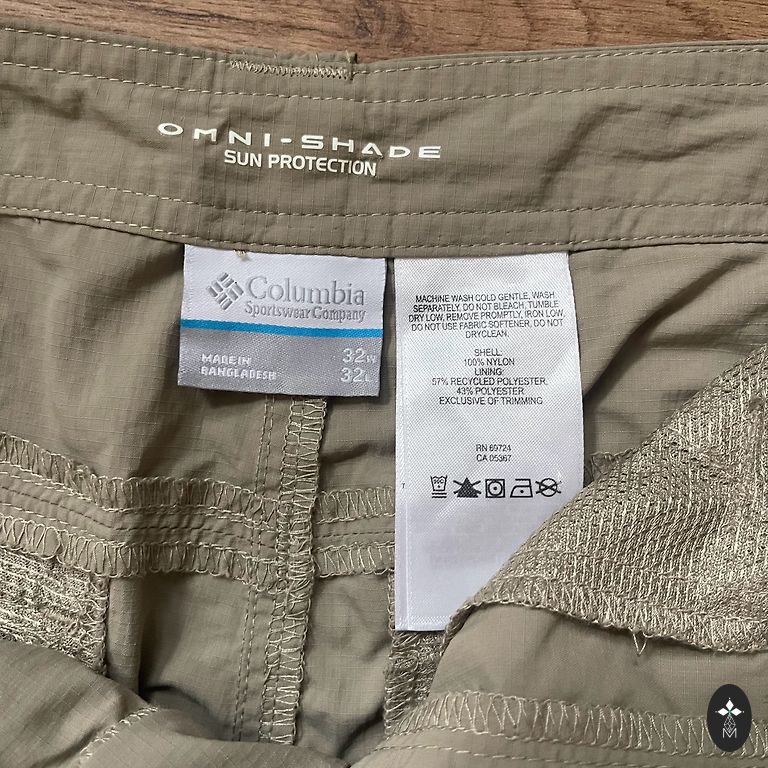 OMNI-SHADE
SUN PROTECTION
Columbia
Sportswear Company
MADE IN
BANGLADESH
32W
32L
MACHINE WASH COLD GENTLE, WASH
SEPARATELY, DO NOT BLEACH, TUMBLE
DRY LOW, REMOVE PROMPTLY, IRON LOW,
DO NOT USE FABRIC SOFTENER, DO NOT
DRYCLEAN.
SHELL:
100% NYLON
LINING:
57% RECYCLED POLYESTER,
43% POLYESTER
EXCLUSIVE OF TRIMMING
RN 69724
CA 05367
7